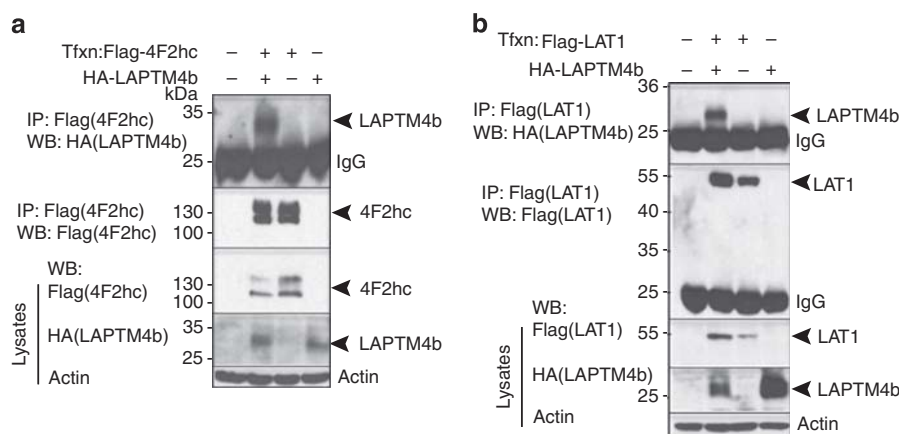 a
Tfxn:Flag-4F2hc – + + –
HA-LAPTM4b – + – +
kDa
IP: Flag(4F2hc)
WB: HA(LAPTM4b)
35
25
LAPTM4b
IgG
IP: Flag(4F2hc)
WB: Flag(4F2hc)
130
100
4F2hc
Lysates
WB:
Flag(4F2hc)
130
100
4F2hc
HA(LAPTM4b)
35
25
LAPTM4b
Actin
Actin
b
Tfxn:Flag-LAT1 – + + –
HA-LAPTM4b – + – +
IP: Flag(LAT1)
WB: HA(LAPTM4b)
36
25
LAPTM4b
IgG
IP: Flag(LAT1)
WB: Flag(LAT1)
55
40
35
25
LAT1
IgG
Lysates
WB:
Flag(LAT1)
55
LAT1
HA(LAPTM4b)
25
LAPTM4b
Actin
Actin